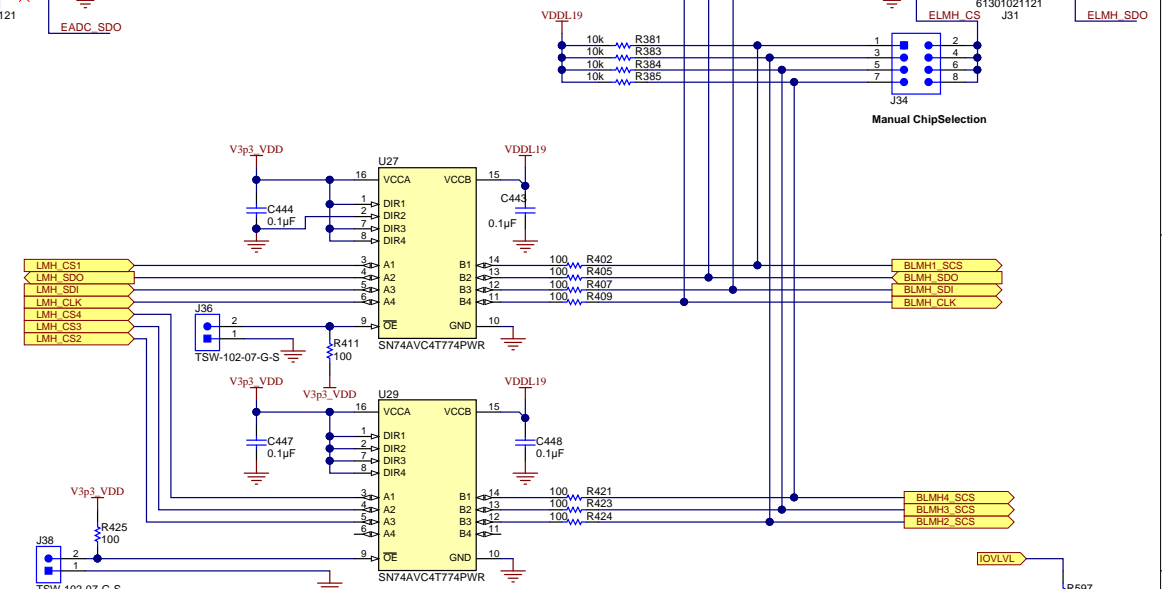 121
EADC_SDO
VDDL19
ELMH_CS
61301021121
J31
ELMH_SDO
10k R381 1 2
10k R383 3 4
10k R384 5 6
10k R385 7 8
J34
Manual ChipSelection
V3p3_VDD
U27
VDDL19
16 VCCA VCCB 15
C444
0.1µF
C443
0.1µF
1 DIR1
2 DIR2
7 DIR3
8 DIR4
LMH_CS1 3 A1 B1 14 100 R402 BLMH1_SCS
LMH_SDO 4 A2 B2 13 100 R405 BLMH_SDO
LMH_SDI 5 A3 B3 12 100 R407 BLMH_SDI
LMH_CLK 6 A4 B4 11 100 R409 BLMH_CLK
LMH_CS4
LMH_CS3
LMH_CS2
J36
2
1
TSW-102-07-G-S
9 OE GND 10
R411
100
SN74AVC4T774PWR
V3p3_VDD
V3p3_VDD
U29
VDDL19
16 VCCA VCCB 15
C447
0.1µF
C448
0.1µF
1 DIR1
2 DIR2
7 DIR3
8 DIR4
V3p3_VDD
3 A1 B1 14 100 R421 BLMH4_SCS
4 A2 B2 13 100 R423 BLMH3_SCS
5 A3 B3 12 100 R424 BLMH2_SCS
6 A4 B4 11
R425
100
J38
2
1
9 OE GND 10
SN74AVC4T774PWR
TSW-102-07-G-S
IOVLVL
R597